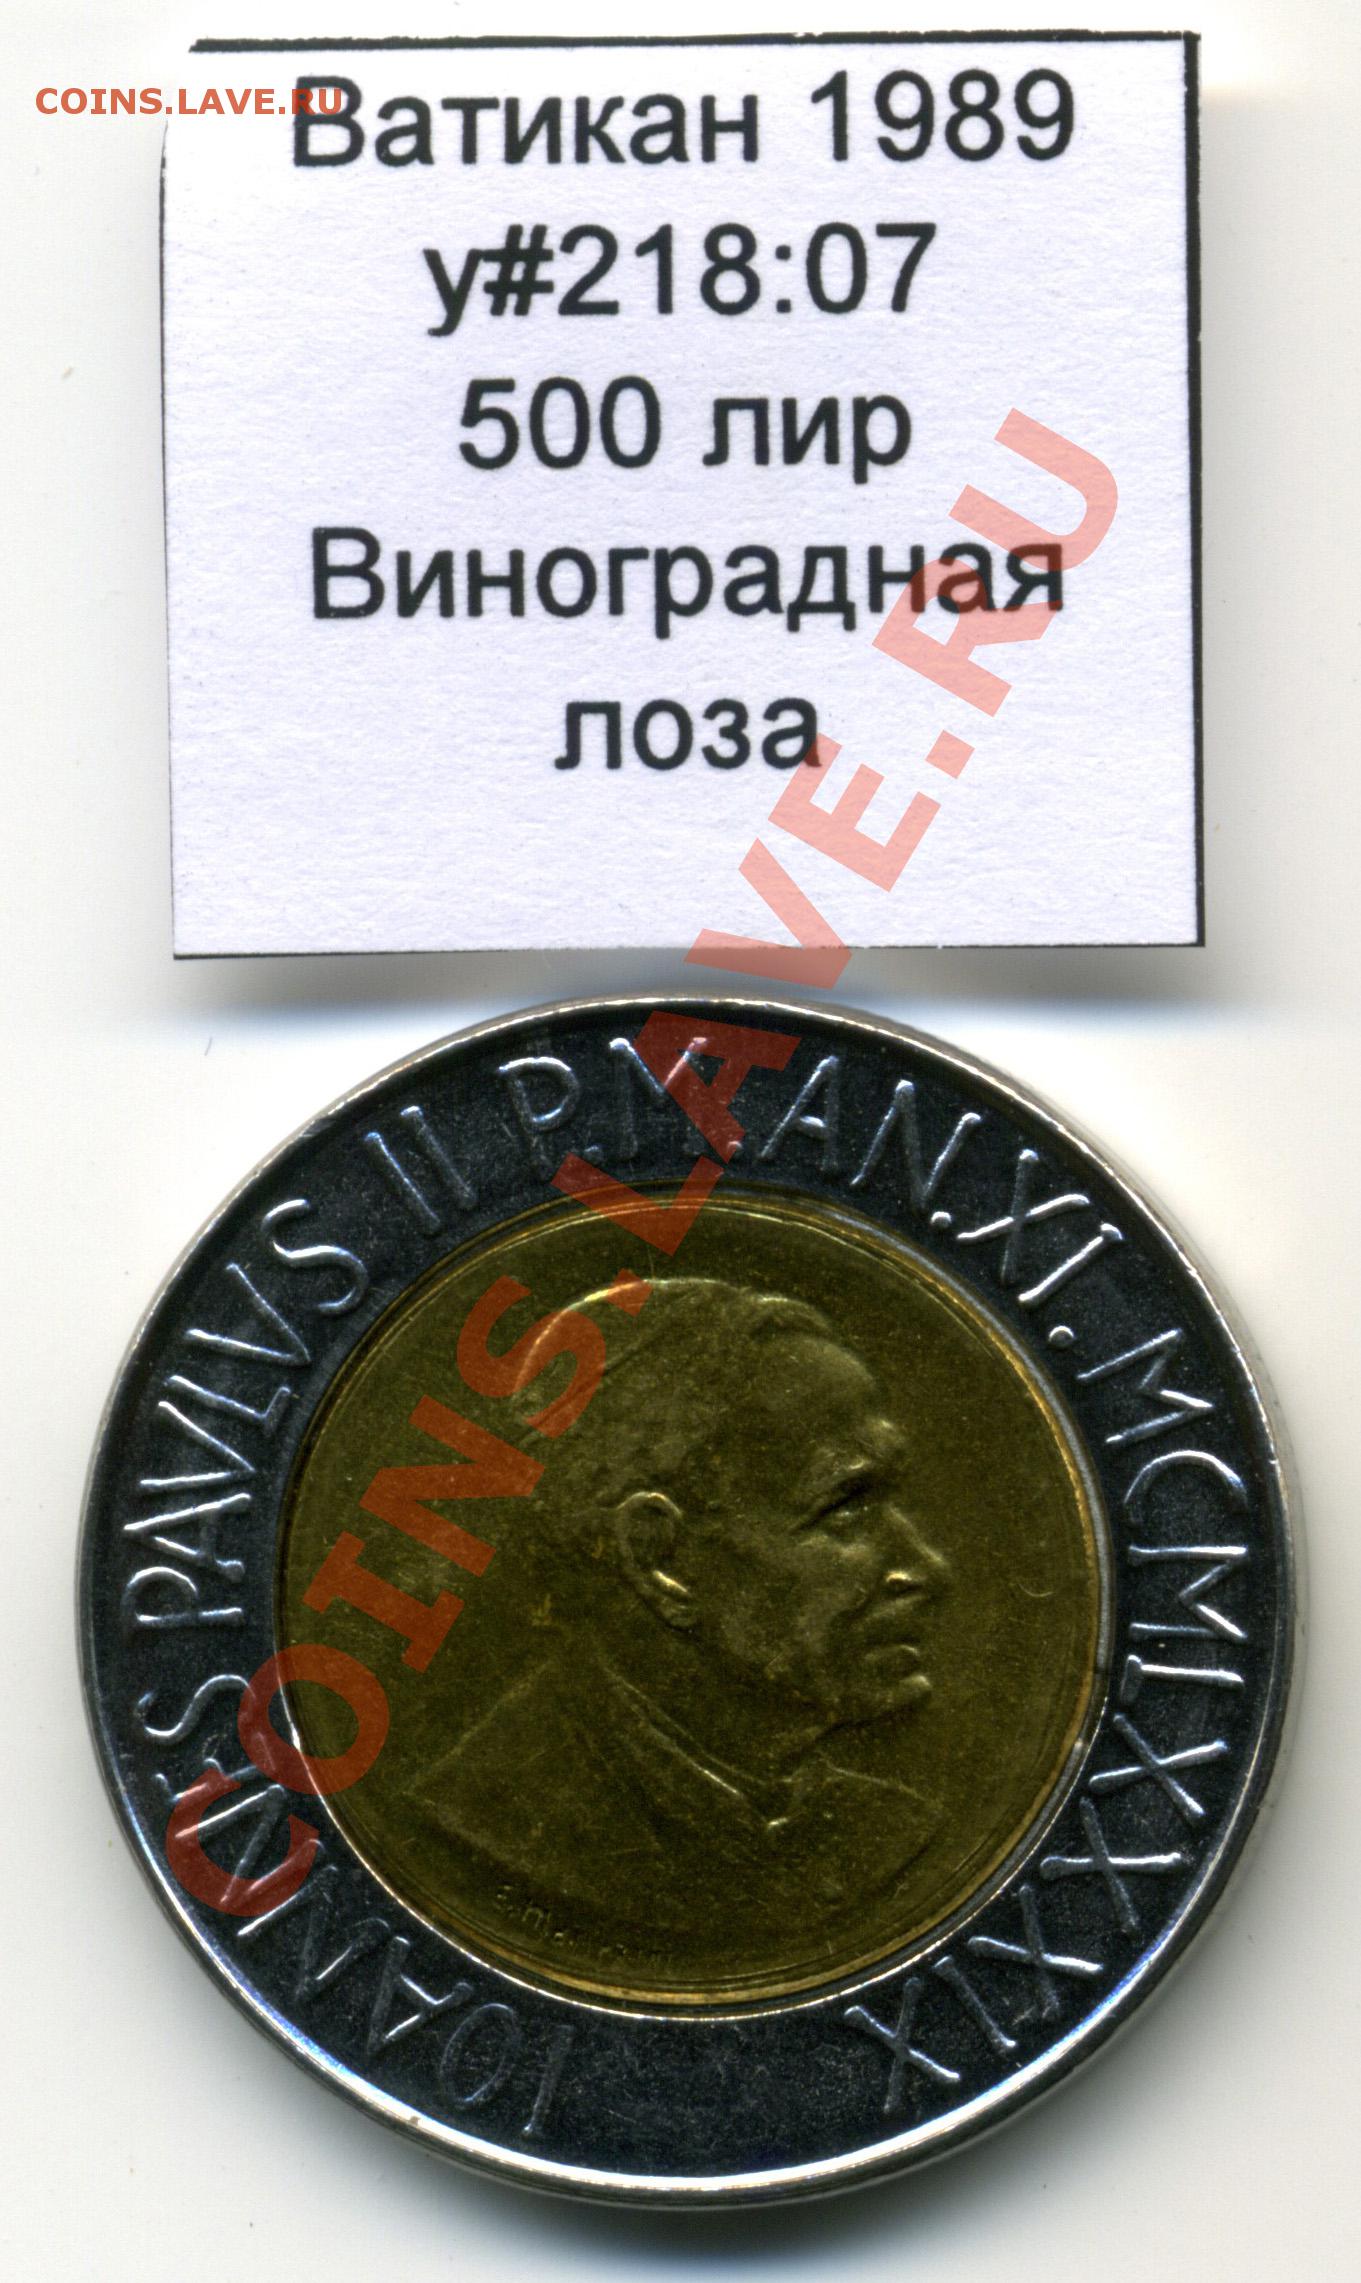 COINS.LAVE.RU
Ватикан 1989
у#218:07
500 лир
Виноградная
лоза
COINS.LAVE.RU
IOANNES PAVLVS II P.M. AN.XI. MCMLXXXIX